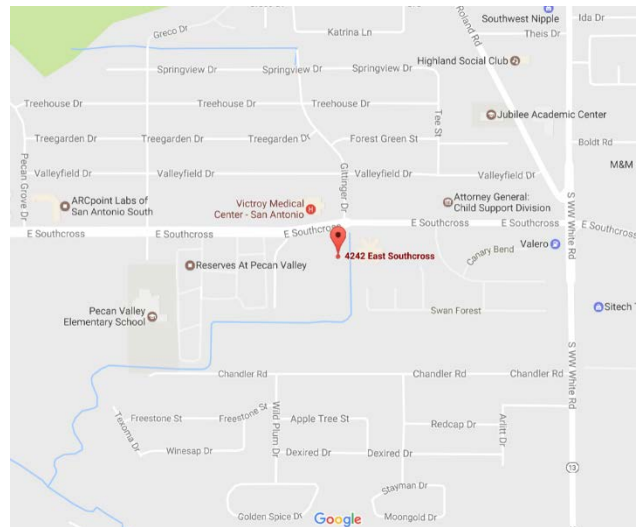 Greco Dr
Katrina Ln
Roland Rd
Southwest Nipple
Ida Dr
Theis Dr
Springview Dr
Springview Dr
Springview Dr
Highland Social Club
Treehouse Dr
Treehouse Dr
Tee St
Jubilee Academic Center
Treegarden Dr
Treegarden Dr
Forest Green St
Boldt Rd
Pecan Grove Dr
Valleyfield Dr
Valleyfield Dr
Gittinger Dr
Valleyfield Dr
Valleyfield Dr
M&M
ARCpoint Labs of
San Antonio South
Victroy Medical
Center - San Antonio
Attorney General:
Child Support Division
S WW White Rd
E Southcross
E Southcross
E Southcross
E Southcross
Canary Bend
Valero
4242 East Southcross
Reserves At Pecan Valley
Pecan Valley
Elementary School
Swan Forest
Sitech
S WW White Rd
Chandler Rd
Chandler Rd
Chandler Rd
Texoma Dr
Freestone St
Freestone St
Wild Plum Dr
Apple Tree St
Redcap Dr
Arlitt Dr
Winesap Dr
Dexired Dr
Dexired Dr
13
Stayman Dr
Golden Spice Dr
Google
Moongold Dr